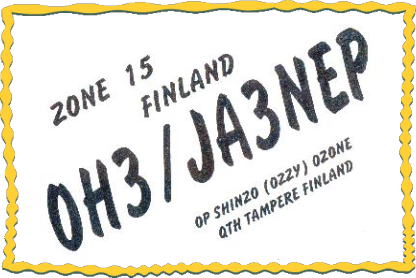 ZONE 15
FINLAND
OH3/JA3NEP
OP SHINZO (OZZY) OZONE
QTH TAMPERE FINLAND